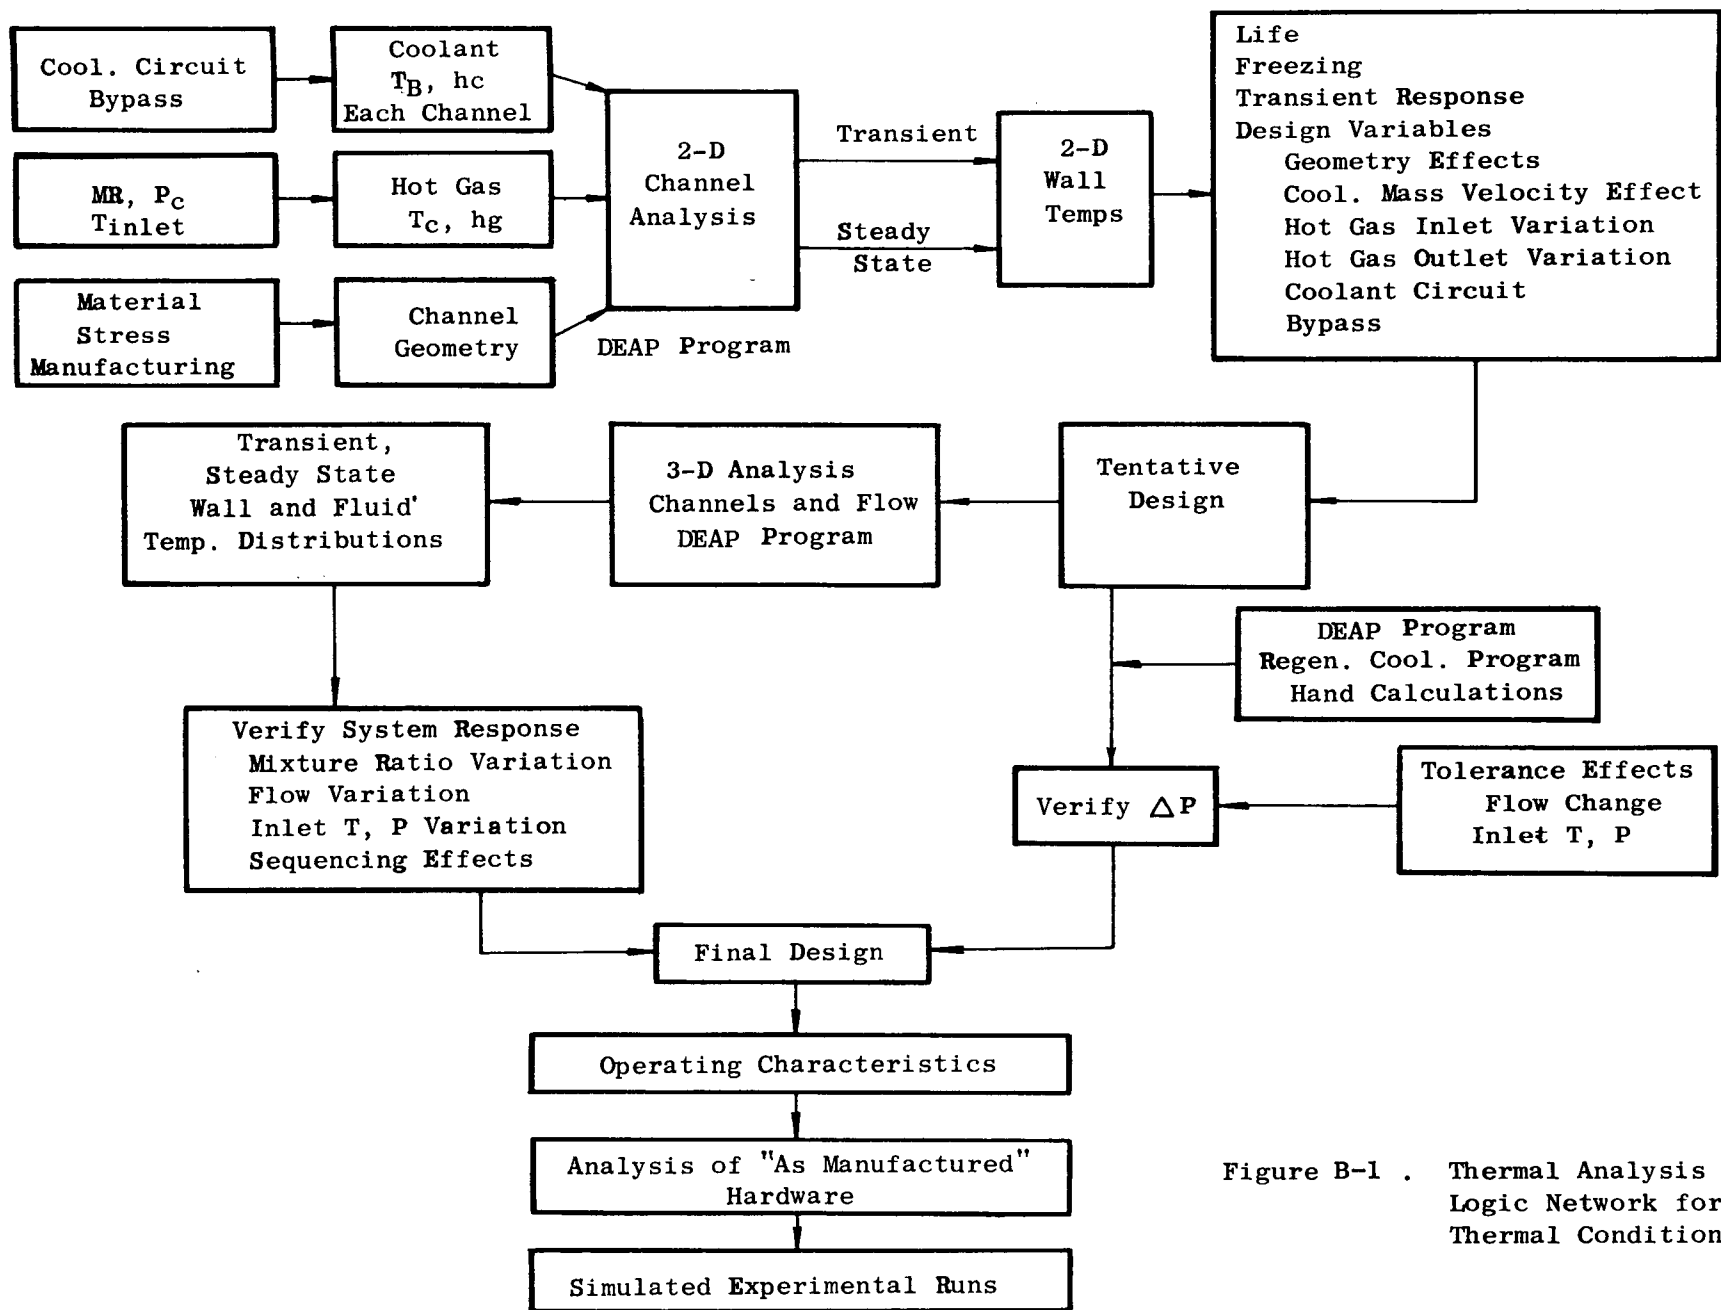 Cool. Circuit
Bypass
Coolant
TB, hc
Each Channel
MR, Pc
Tinlet
Hot Gas
Tc, hg
Material
Stress
Manufacturing
Channel
Geometry
2-D
Channel
Analysis
DEAP Program
Transient
Steady
State
2-D
Wall
Temps
Life
Freezing
Transient Response
Design Variables
Geometry Effects
Cool. Mass Velocity Effect
Hot Gas Inlet Variation
Hot Gas Outlet Variation
Coolant Circuit
Bypass
Transient,
Steady State
Wall and Fluid'
Temp. Distributions
3-D Analysis
Channels and Flow
DEAP Program
Tentative
Design
DEAP Program
Regen. Cool. Program
Hand Calculations
Verify System Response
Mixture Ratio Variation
Flow Variation
Inlet T, P Variation
Sequencing Effects
Verify △P
Tolerance Effects
Flow Change
Inlet T, P
Final Design
Operating Characteristics
Analysis of "As Manufactured"
Hardware
Simulated Experimental Runs
Figure B-1 . Thermal Analysis
Logic Network for
Thermal Condition